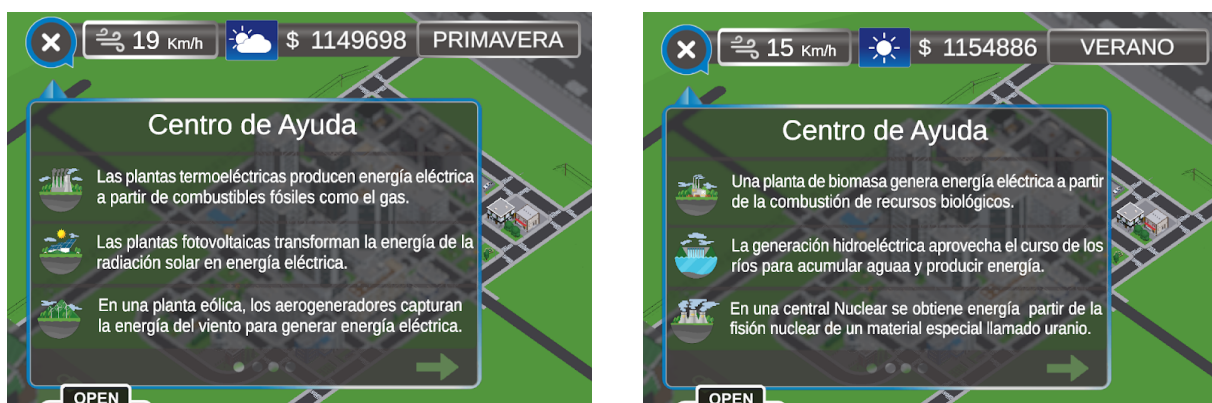 19 Km/h $ 1149698 PRIMAVERA
Centro de Ayuda
Las plantas termoeléctricas producen energía eléctrica
a partir de combustibles fósiles como el gas.
Las plantas fotovoltaicas transforman la energía de la
radiación solar en energía eléctrica.
En una planta eólica, los aerogeneradores capturan
la energía del viento para generar energía eléctrica.
OPEN
15 Km/h $ 1154886 VERANO
Centro de Ayuda
Una planta de biomasa genera energía eléctrica a partir
de la combustión de recursos biológicos.
La generación hidroeléctrica aprovecha el curso de los
ríos para acumular aguaa y producir energía.
En una central Nuclear se obtiene energía partir de la
fisión nuclear de un material especial llamado uranio.
OPEN